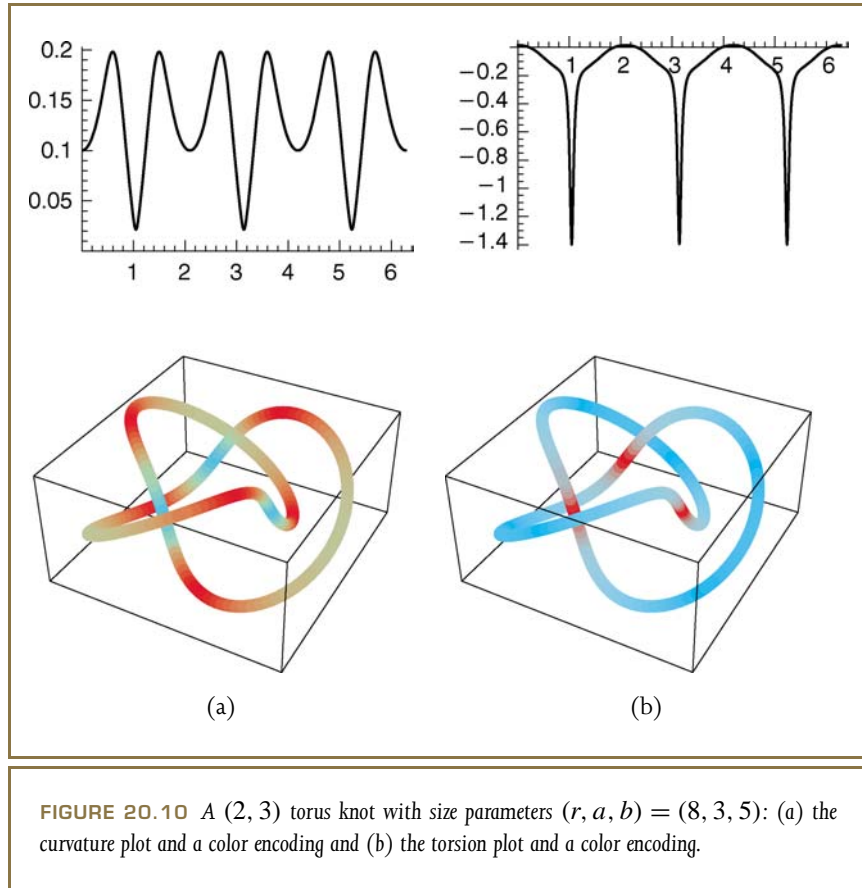 0.2
0.15
0.1
0.05
1 2 3 4 5 6
1 2 3 4 5 6
−0.2
−0.4
−0.6
−0.8
−1
−1.2
−1.4
(a)
(b)
FIGURE 20.10 A (2, 3) torus knot with size parameters (r, a, b) = (8, 3, 5): (a) the
curvature plot and a color encoding and (b) the torsion plot and a color encoding.